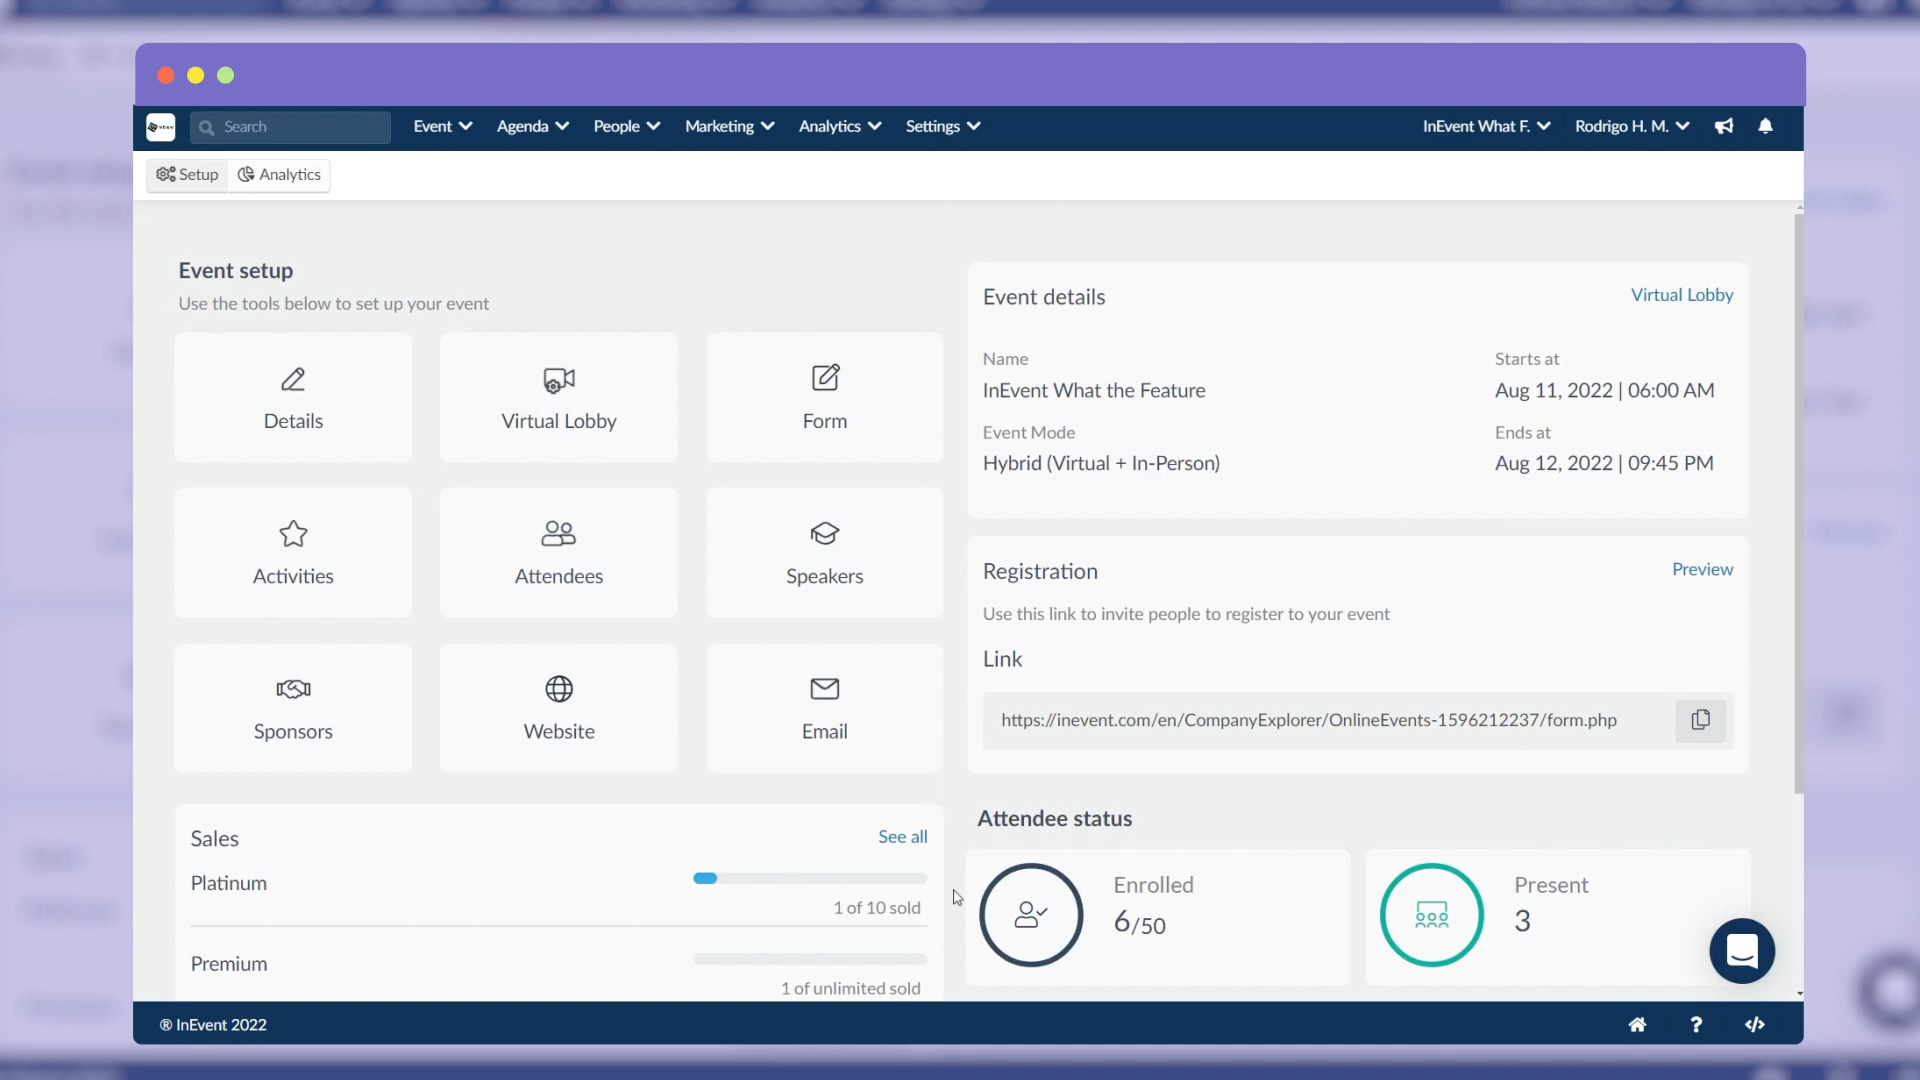 Search
Event
Agenda
People
Marketing
Analytics
Settings
InEvent What F.
Rodrigo H. M.
Setup
Analytics
Event setup
Use the tools below to set up your event
Details
Virtual Lobby
Form
Activities
Attendees
Speakers
Sponsors
Website
Email
Event details
Virtual Lobby
Name
Starts at
InEvent What the Feature
Aug 11, 2022 | 06:00 AM
Event Mode
Ends at
Hybrid (Virtual + In-Person)
Aug 12, 2022 | 09:45 PM
Registration
Preview
Use this link to invite people to register to your event
Link
https://inevent.com/en/CompanyExplorer/OnlineEvents-1596212237/form.php
Sales
See all
Platinum
1 of 10 sold
Premium
1 of unlimited sold
Attendee status
Enrolled
6/50
Present
3
® InEvent 2022